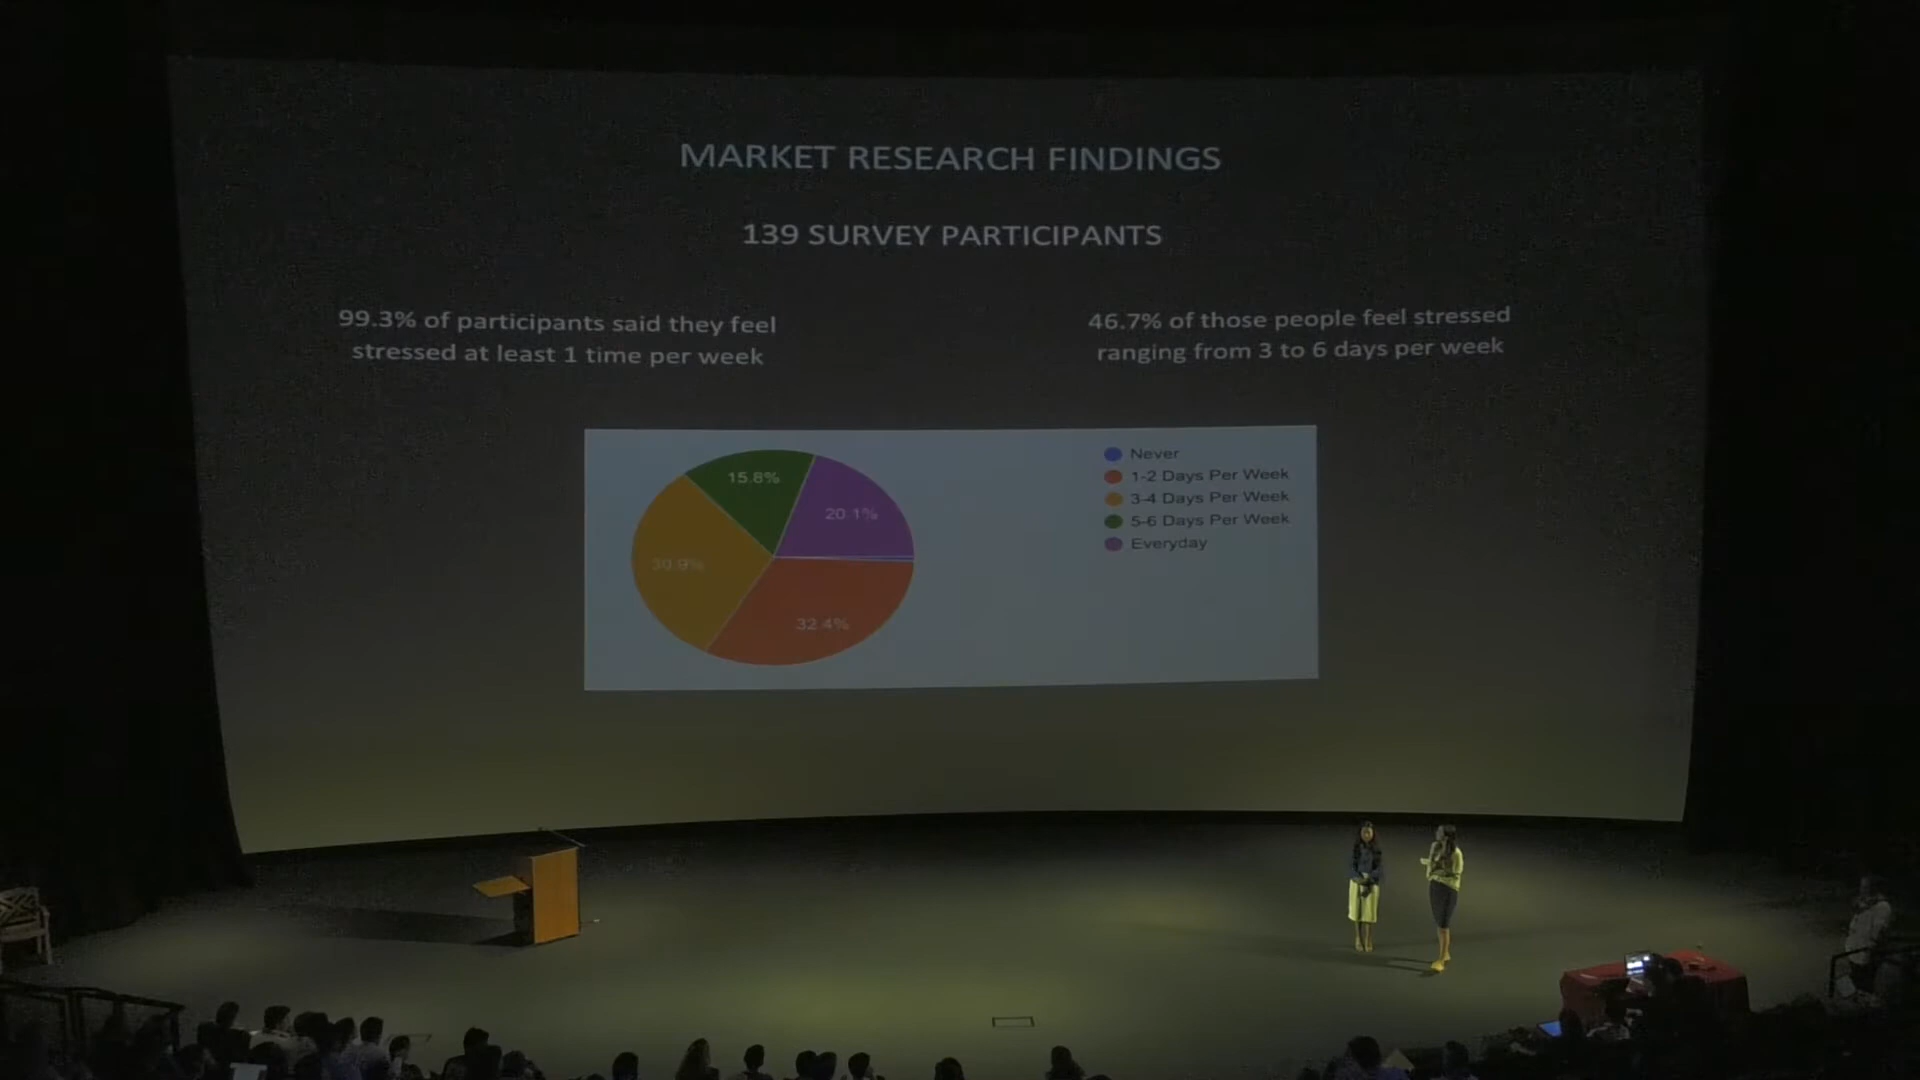 MARKET RESEARCH FINDINGS
139 SURVEY PARTICIPANTS
99.3% of participants said they feel
stressed at least 1 time per week
46.7% of those people feel stressed
ranging from 3 to 6 days per week
15.8%
20.1%
30.9%
32.4%
Never
1-2 Days Per Week
3-4 Days Per Week
5-6 Days Per Week
Everyday